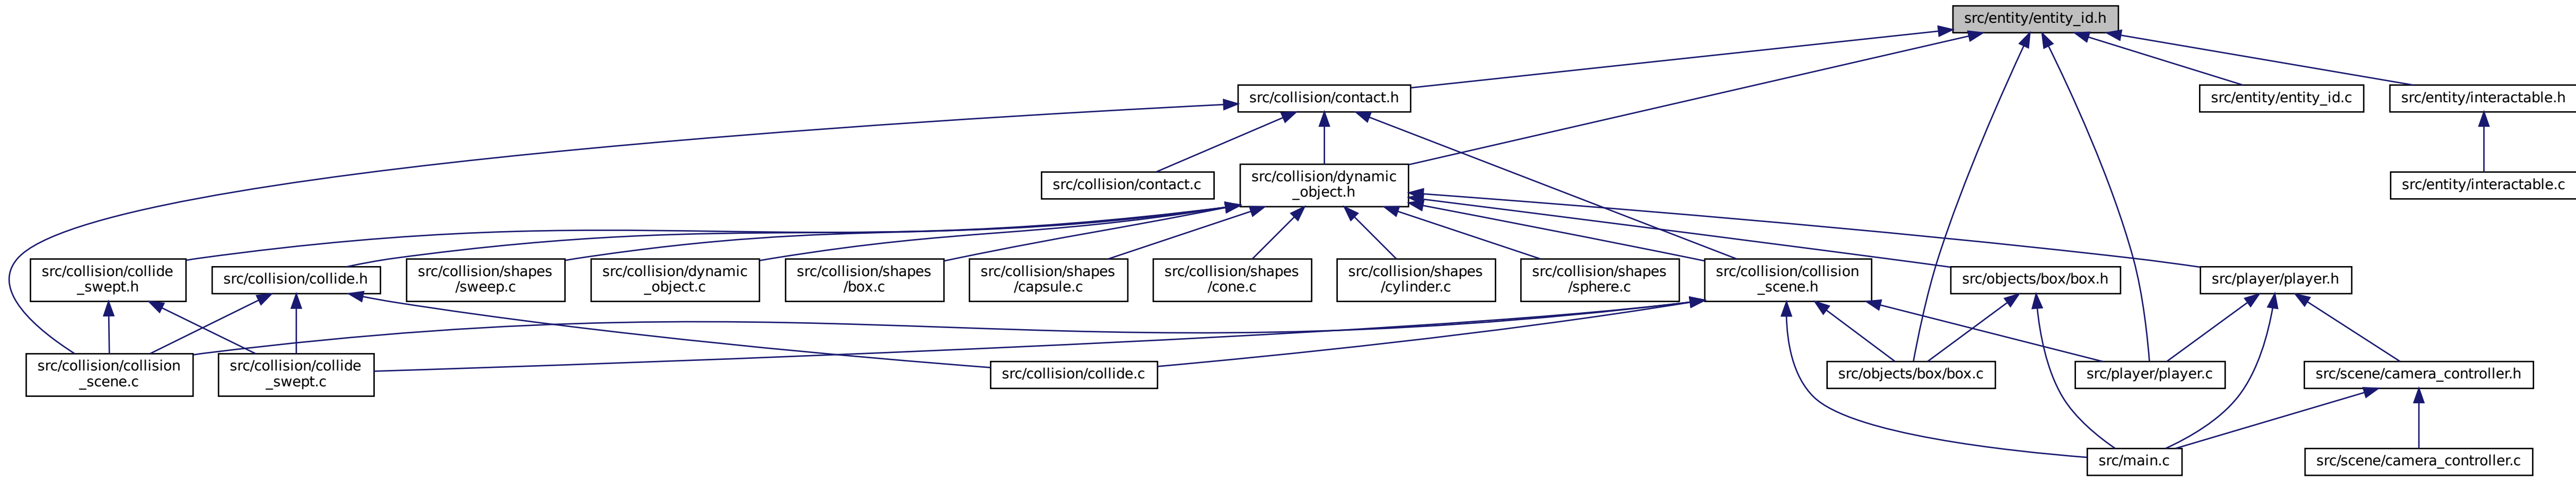 src/entity/entity_id.h
src/collision/contact.h
src/entity/entity_id.c
src/entity/interactable.h
src/collision/contact.c
src/collision/dynamic
_object.h
src/entity/interactable.c
src/collision/collide
_swept.h
src/collision/collide.h
src/collision/shapes
/sweep.c
src/collision/dynamic
_object.c
src/collision/shapes
/box.c
src/collision/shapes
/capsule.c
src/collision/shapes
/cone.c
src/collision/shapes
/cylinder.c
src/collision/shapes
/sphere.c
src/collision/collision
_scene.h
src/objects/box/box.h
src/player/player.h
src/collision/collision
_scene.c
src/collision/collide
_swept.c
src/collision/collide.c
src/objects/box/box.c
src/player/player.c
src/scene/camera_controller.h
src/main.c
src/scene/camera_controller.c